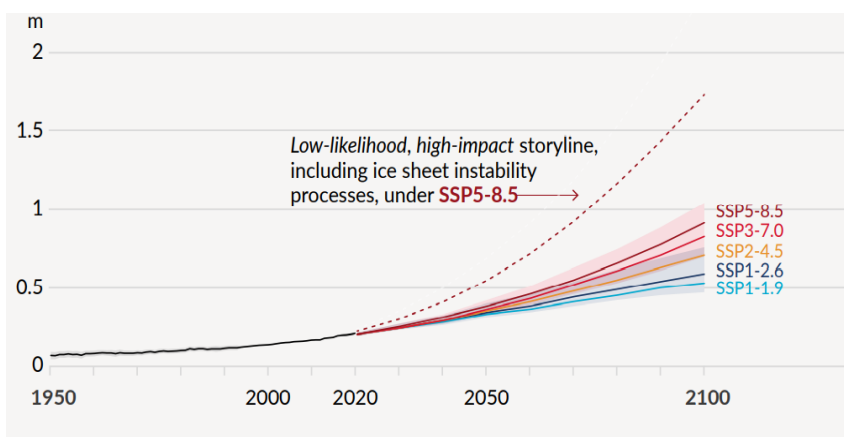 m
2
1.5
Low-likelihood, high-impact storyline,
including ice sheet instability
processes, under SSP5-8.5
1
SSP5-8.5
SSP3-7.0
SSP2-4.5
SSP1-2.6
SSP1-1.9
0.5
0
1950 2000 2020 2050 2100